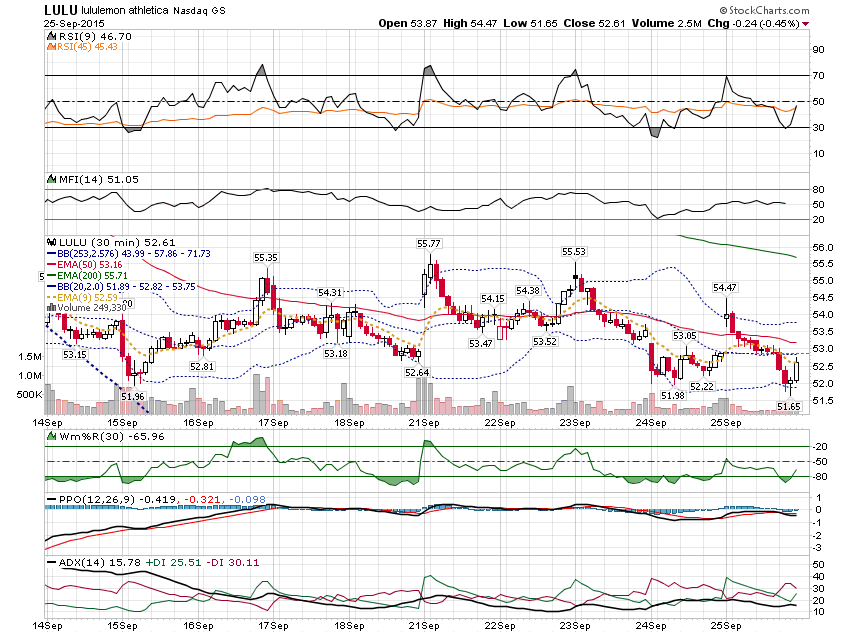 LULU lululemon athletica Nasdaq GS © StockCharts.com
25-Sep-2015 Open 53.87 High 54.47 Low 51.65 Close 52.61 Volume 2.5M Chg -0.24 (-0.45%)
RSI(9) 46.70
RSI(45) 45.43
90
70
50
30
10
MFI(14) 51.05
80
50
20
LULU (30 min) 52.61
BB(253,2.576) 43.99 - 57.86 - 71.73
EMA(50) 53.16
EMA(200) 55.71
BB(20,2.0) 51.89 - 52.82 - 53.75
EMA(9) 52.59
Volume 249,330
53.15
51.96
52.81
55.35
54.31
53.18
52.64
55.77
54.15
53.47
54.38
53.52
55.53
51.98
53.05
52.22
54.47
51.65
56.0
55.5
55.0
54.5
54.0
53.5
53.0
52.5
52.0
51.5
1.5M
1.0M
500K
14Sep 15Sep 16Sep 17Sep 18Sep 21Sep 22Sep 23Sep 24Sep 25Sep
Wm%R(30) -65.96
-20
-50
-80
PPO(12,26,9) -0.419, -0.321, -0.098
1
0
-1
-2
-3
ADX(14) 15.78 +DI 25.51 -DI 30.11
50
40
30
20
10
14Sep 15Sep 16Sep 17Sep 18Sep 21Sep 22Sep 23Sep 24Sep 25Sep